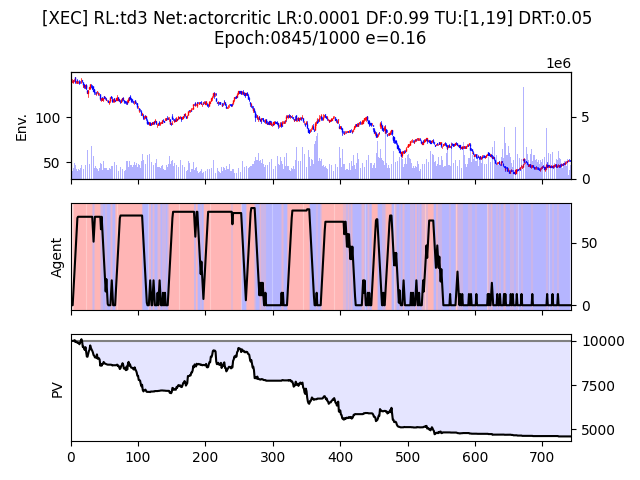 [XEC] RL:td3 Net:actorcritic LR:0.0001 DF:0.99 TU:[1,19] DRT:0.05
Epoch:0845/1000 e=0.16
1e6
Env.
100
50
5
0
Agent
50
0
PV
10000
7500
5000
0 100 200 300 400 500 600 700